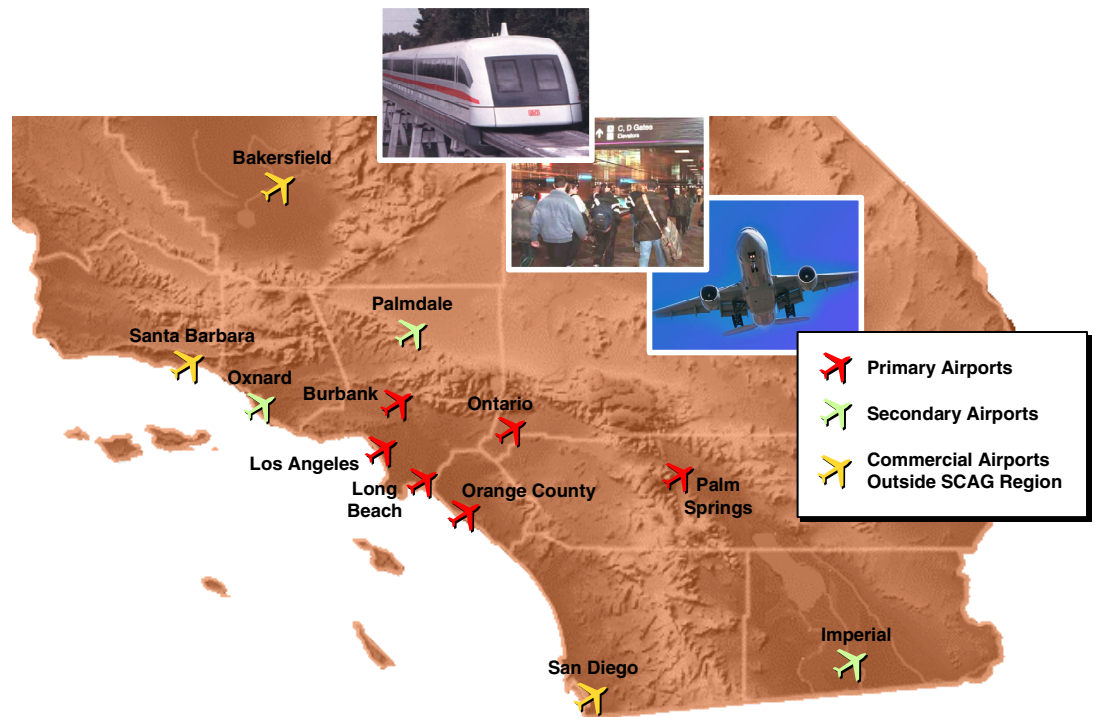 C, D Gates
Elevators
Bakersfield
Palmdale
Santa Barbara
Oxnard
Burbank
Ontario
Los Angeles
Long
Beach
Orange County
Palm
Springs
Imperial
San Diego
Primary Airports
Secondary Airports
Commercial Airports
Outside SCAG Region